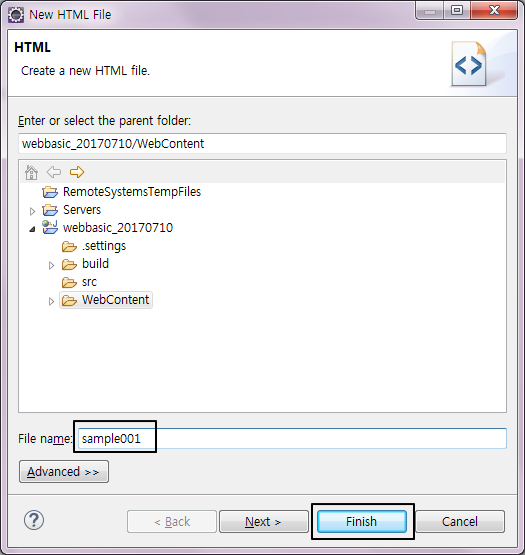 New HTML File
HTML
Create a new HTML file.
Enter or select the parent folder:
webbasic_20170710/WebContent
RemoteSystemsTempFiles
Servers
webbasic_20170710
.settings
build
src
WebContent
File name: sample001
Advanced >>
? < Back Next > Finish Cancel